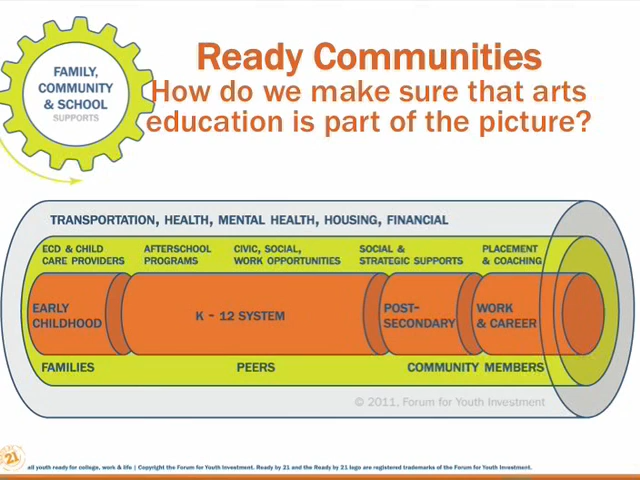 FAMILY,
COMMUNITY
& SCHOOL
SUPPORTS
Ready Communities
How do we make sure that arts
education is part of the picture?
TRANSPORTATION, HEALTH, MENTAL HEALTH, HOUSING, FINANCIAL
ECD & CHILD
CARE PROVIDERS
AFTERSCHOOL
PROGRAMS
CIVIC, SOCIAL,
WORK OPPORTUNITIES
SOCIAL &
STRATEGIC SUPPORTS
PLACEMENT
& COACHING
EARLY
CHILDHOOD
K ~ 12 SYSTEM
POST–
SECONDARY
WORK
& CAREER
FAMILIES
PEERS
COMMUNITY MEMBERS
© 2011, Forum for Youth Investment
21
all youth ready for college, work & life | Copyright the Forum for Youth Investment. Ready by 21 and the Ready by 21 logo are registered trademarks of the Forum for Youth Investment.